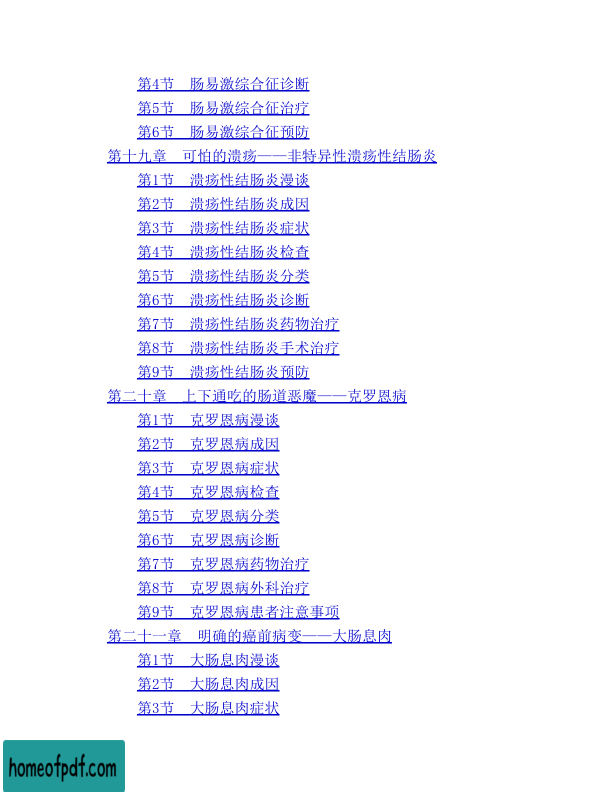 第4节　肠易激综合征诊断
第5节　肠易激综合征治疗
第6节　肠易激综合征预防
第十九章　可怕的溃疡——非特异性溃疡性结肠炎
第1节　溃疡性结肠炎漫谈
第2节　溃疡性结肠炎成因
第3节　溃疡性结肠炎症状
第4节　溃疡性结肠炎检查
第5节　溃疡性结肠炎分类
第6节　溃疡性结肠炎诊断
第7节　溃疡性结肠炎药物治疗
第8节　溃疡性结肠炎手术治疗
第9节　溃疡性结肠炎预防
第二十章　上下通吃的肠道恶魔——克罗恩病
第1节　克罗恩病漫谈
第2节　克罗恩病成因
第3节　克罗恩病症状
第4节　克罗恩病检查
第5节　克罗恩病分类
第6节　克罗恩病诊断
第7节　克罗恩病药物治疗
第8节　克罗恩病外科治疗
第9节　克罗恩病患者注意事项
第二十一章　明确的癌前病变——大肠息肉
第1节　大肠息肉漫谈
第2节　大肠息肉成因
第3节　大肠息肉症状
homeofpdf.com